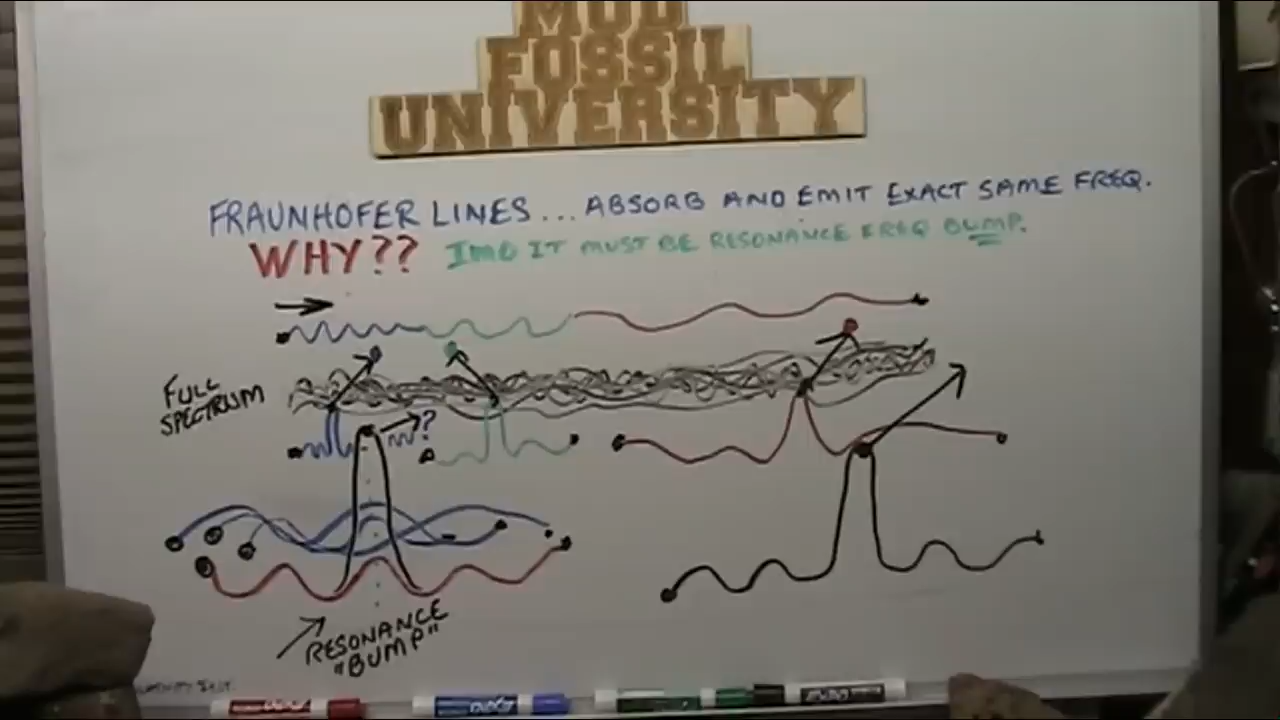 MUD
FOSSIL
UNIVERSITY
FRAUNHOFER LINES... ABSORB AND EMIT EXACT SAME FREQ.
WHY?? IMO IT MUST BE RESONANCE FREQ BUMP.
FULL
SPECTRUM
?
RESONANCE
"BUMP"
EXPO